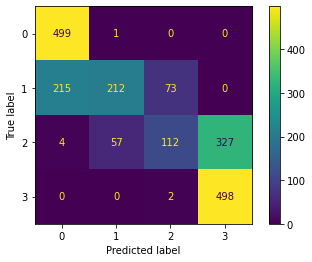 0 499 1 0 0
1 215 212 73 0
2 4 57 112 327
3 0 0 2 498
0 1 2 3
Predicted label
True label
400
300
200
100
0